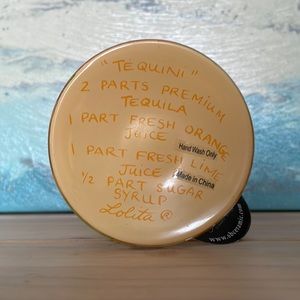 "TEQUINI"
2 PARTS PREMIUM
TEQUILA
1 PART FRESH ORANGE
JUICE
Hand Wash Only
1 PART FRESH LIME
JUICE
Made in China
1/2 PART SUGAR
SYRUP
Lolita ®